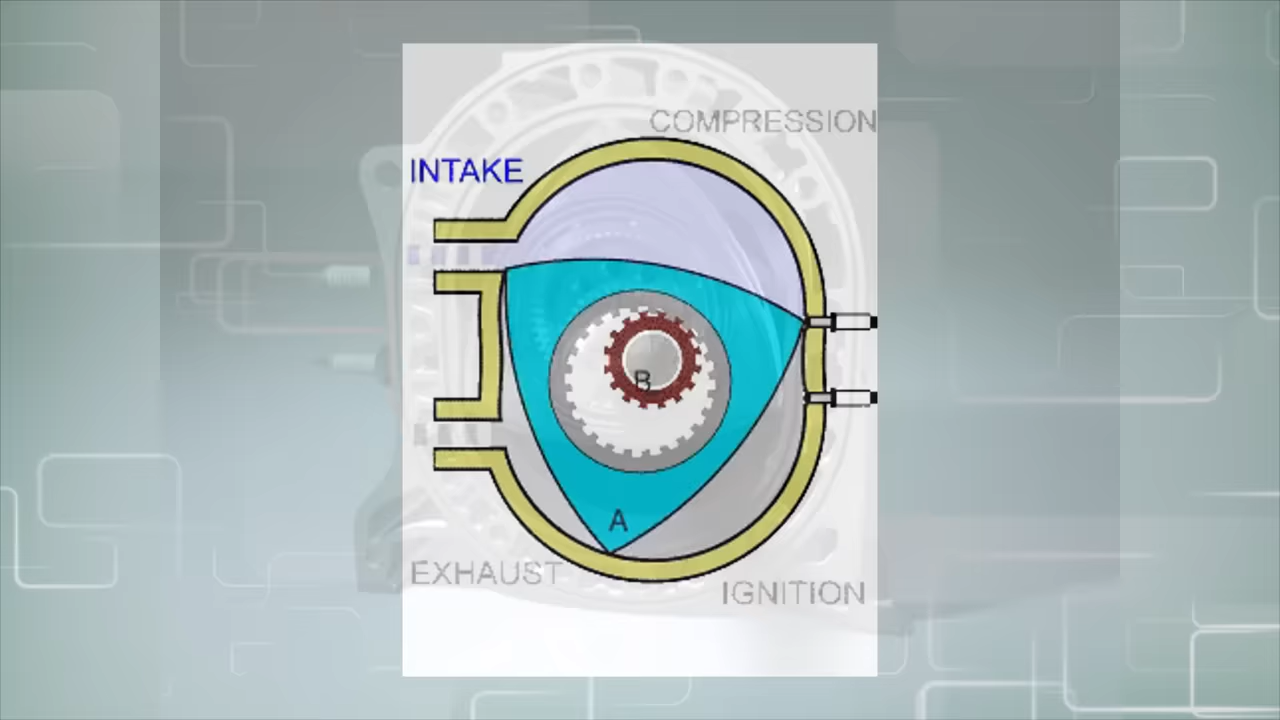 COMPRESSION
INTAKE
B
A
EXHAUST
IGNITION